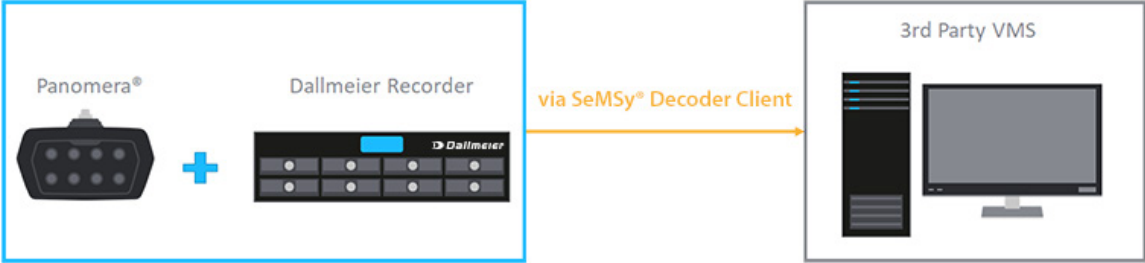 3rd Party VMS
Panomera®
Dallmeier Recorder
via SeMSy® Decoder Client
Dallmeier